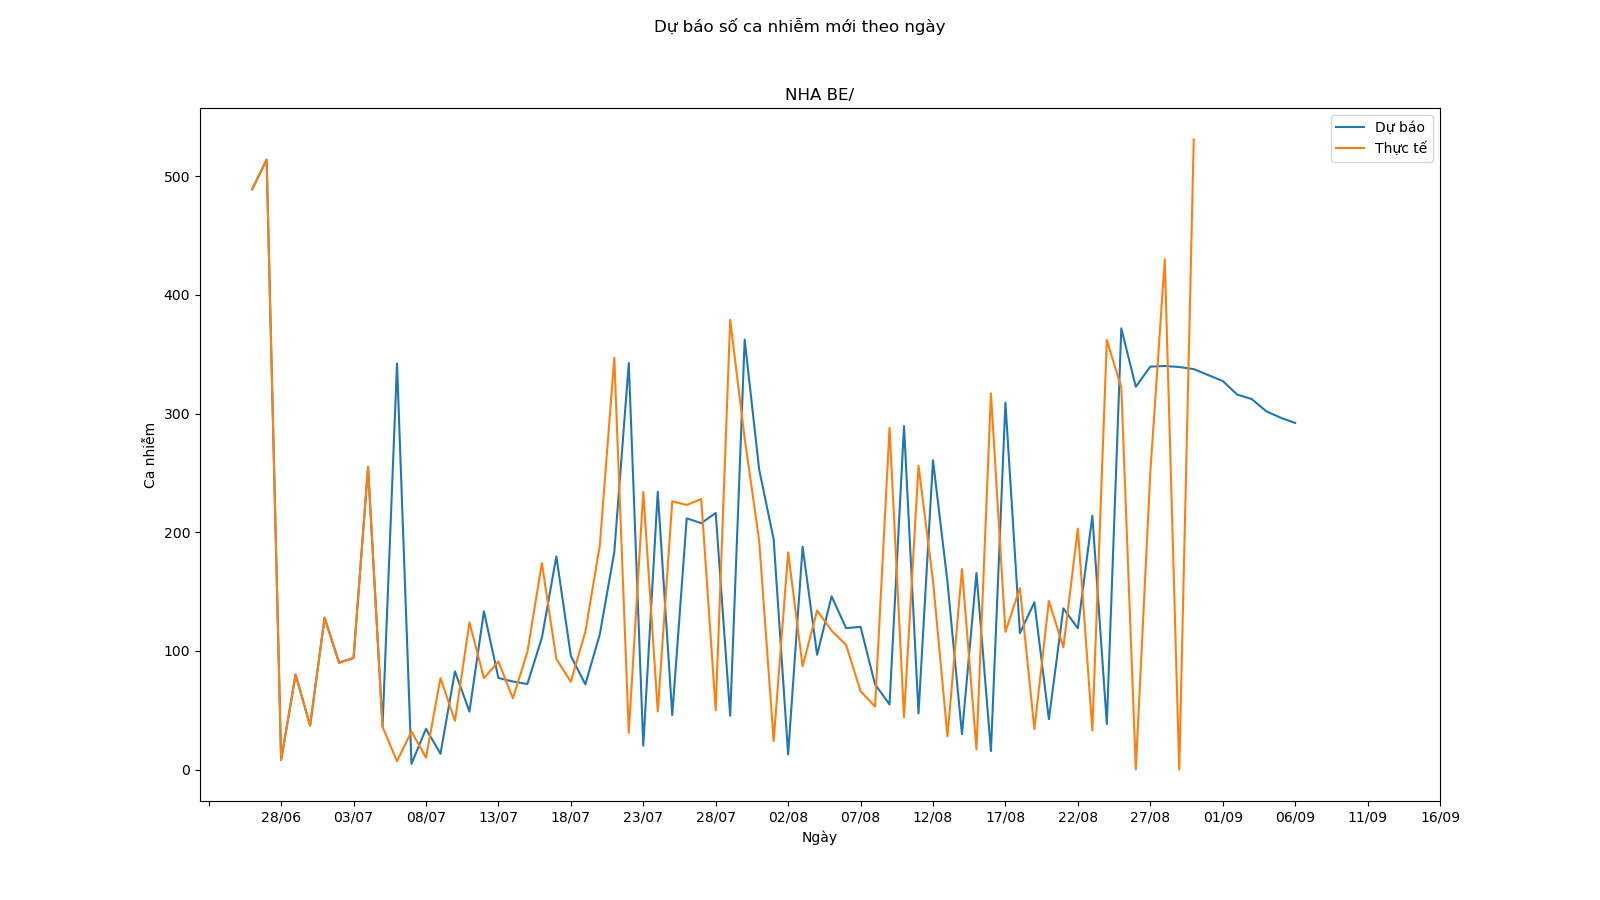 Dự báo số ca nhiễm mới theo ngày
NHA BE/
Dự báo
Thực tế
500
400
300
200
100
0
Ca nhiễm
28/06 03/07 08/07 13/07 18/07 23/07 28/07 02/08 07/08 12/08 17/08 22/08 27/08 01/09 06/09 11/09 16/09
Ngày